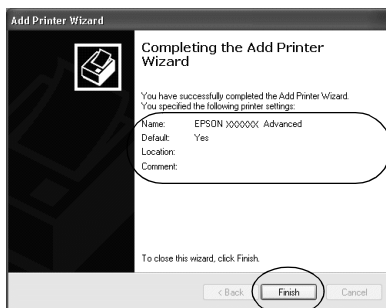 Add Printer Wizard
Completing the Add Printer
Wizard
You have successfully completed the Add Printer Wizard.
You specified the following printer settings:
Name: EPSON XXXXXX Advanced
Default: Yes
Location:
Comment:
To close this wizard, click Finish.
< Back Finish Cancel